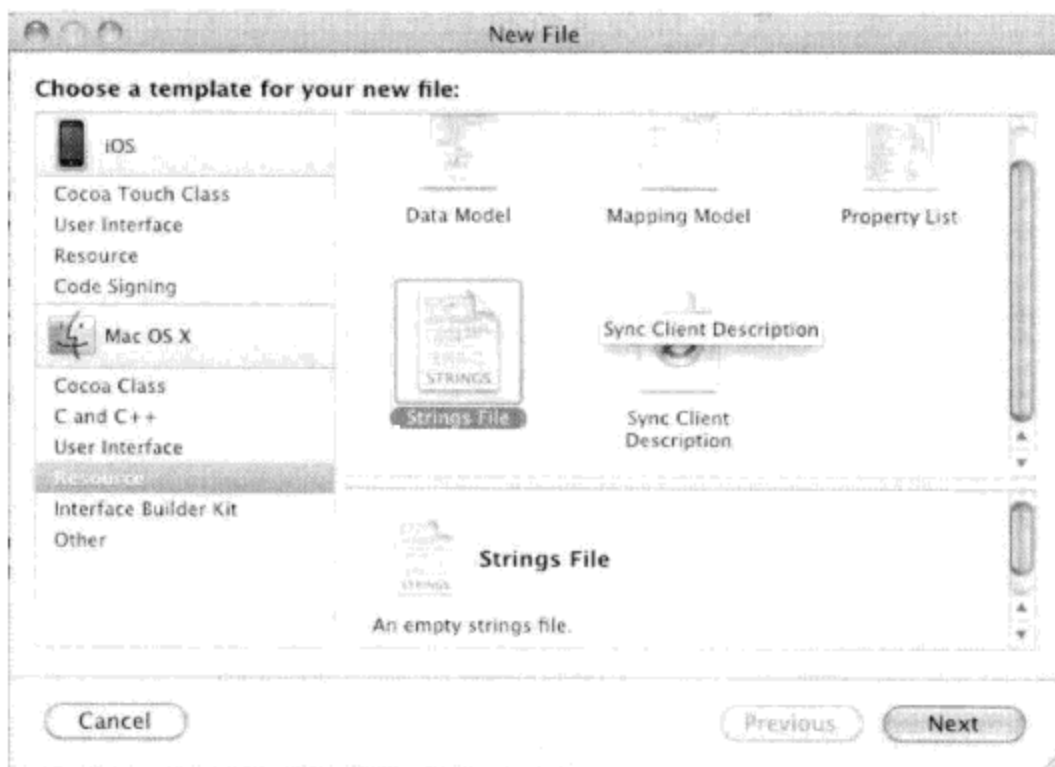 New File
Choose a template for your new file:
iOS
Cocoa Touch Class
User Interface
Resource
Code Signing
Mac OS X
Cocoa Class
C and C++
User Interface
Resource
Interface Builder Kit
Other
Data Model
Mapping Model
Property List
STRINGS
Strings File
Sync Client Description
Sync Client
Description
STRINGS
Strings File
An empty strings file.
Cancel
Previous
Next